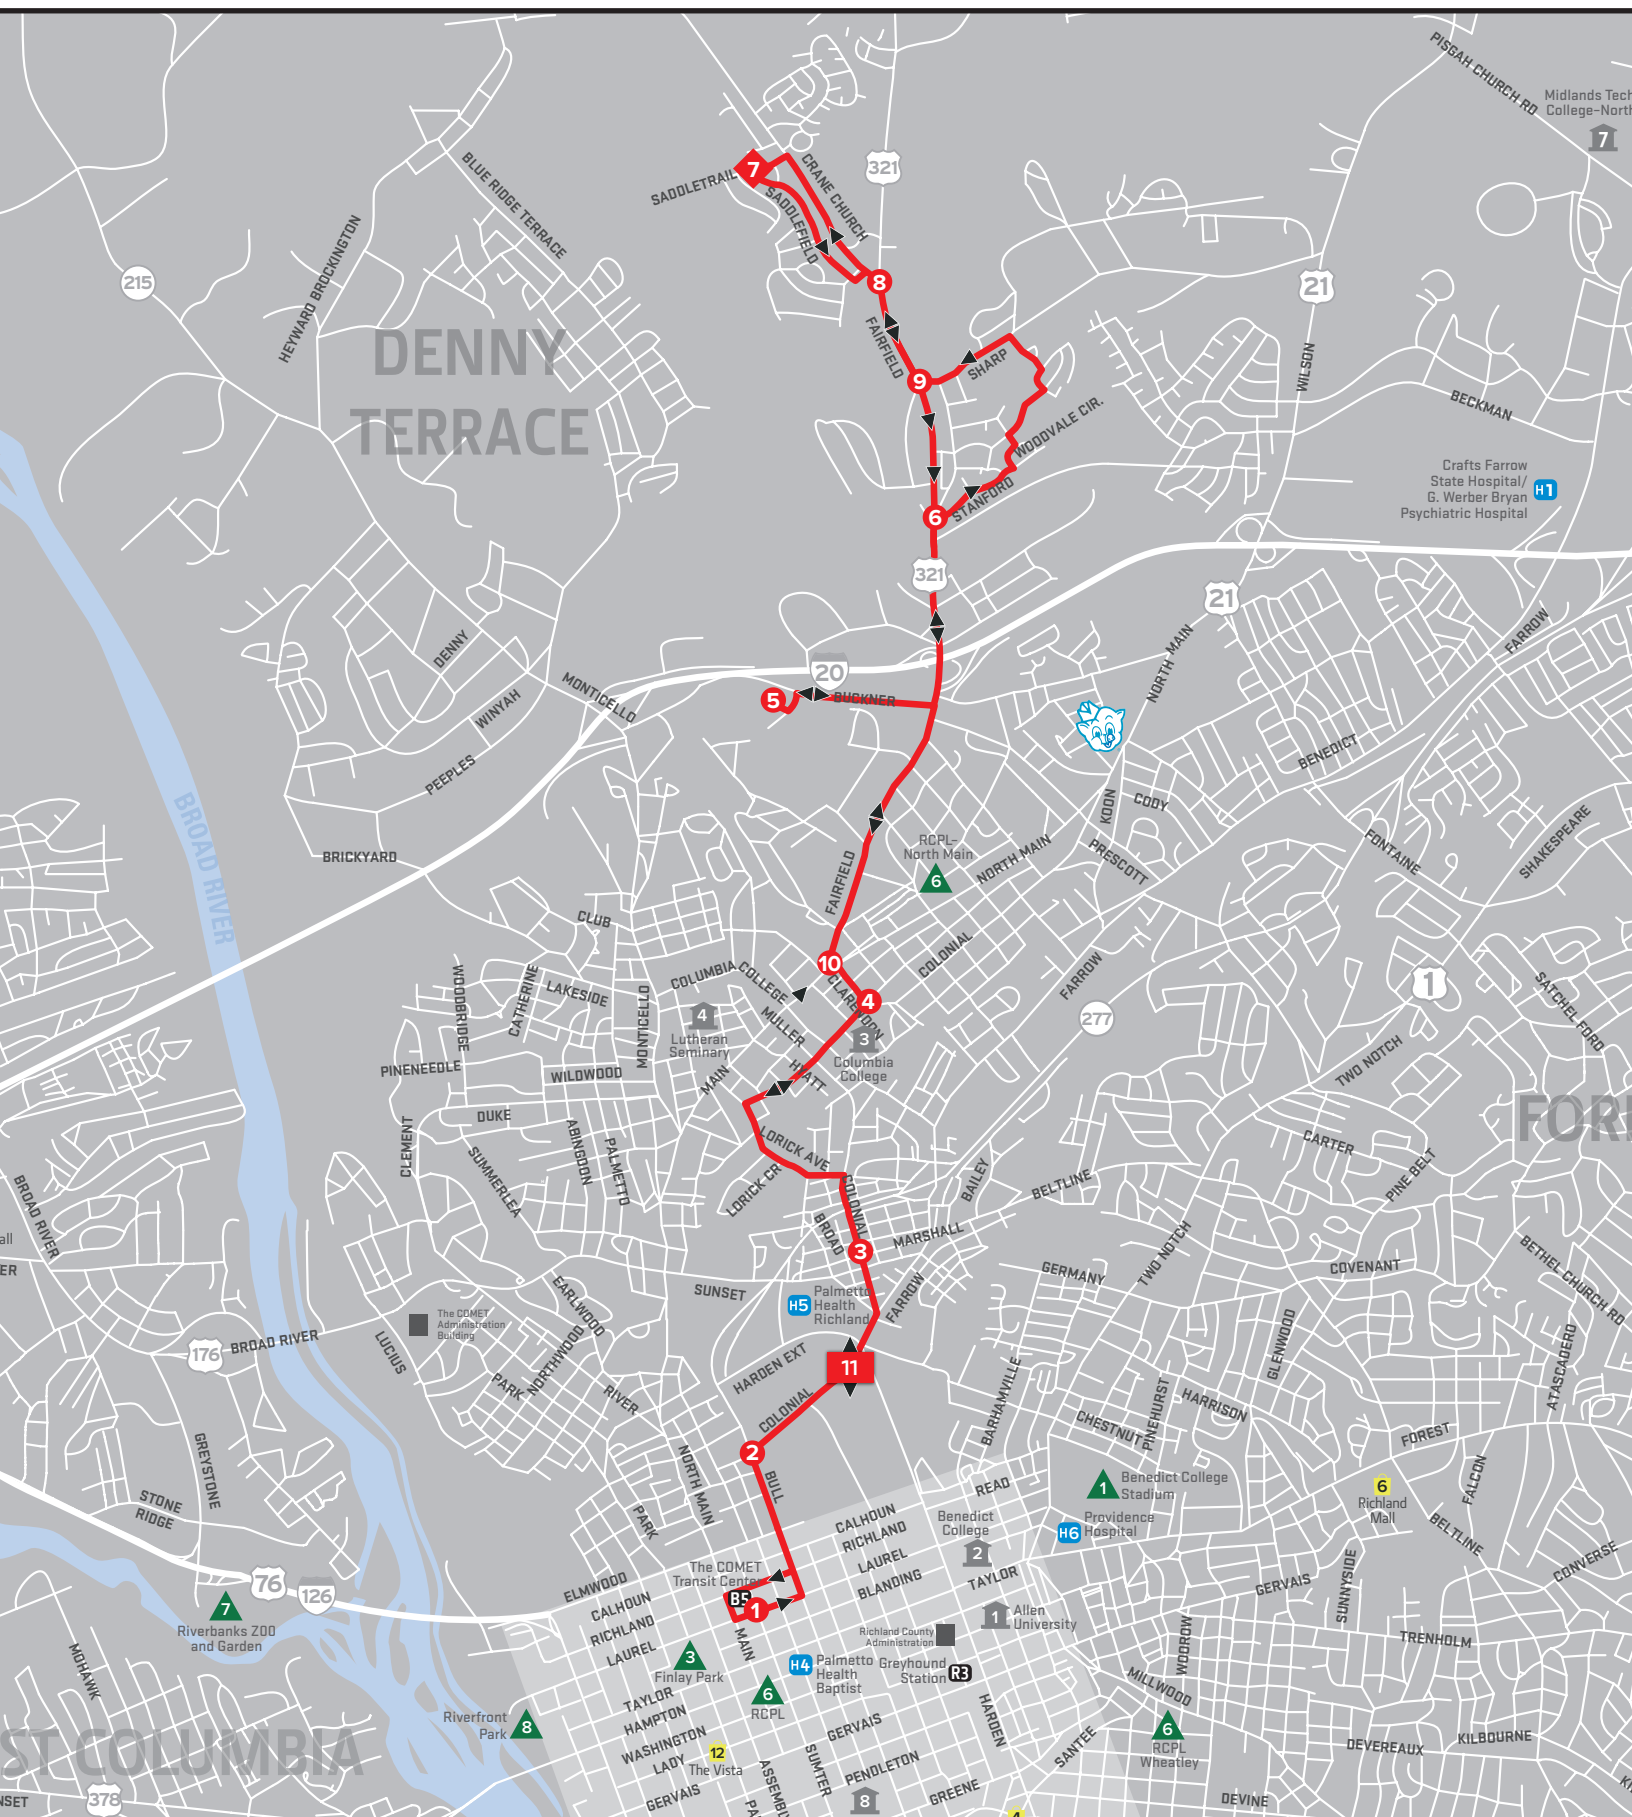 PISGAH CHURCH RD
Midlands Tech
College-North
7
321
7
SADDLETRAIL
CRANE CHURCH
SADDLEFIELD
BLUE RIDGE TERRACE
HEYWARD BROCKINGTON
215
8
21
DENNY
TERRACE
FAIRFIELD
9
SHARP
WILSON
BECKMAN
WOODVALE CIR.
Crafts Farrow
State Hospital/
G. Werber Bryan
Psychiatric Hospital
H1
STANFORD
6
321
21
FARROW
DENNY
NORTH MAIN
20
MONTICELLO
WINYAH
5
BUCKNER
PEEPLES
BENEDICT
BROAD RIVER
KOON
CODY
BRICKYARD
RCPL-
North Main
6
NORTH MAIN
PRESCOTT
FONTAINE
SHAKESPEARE
FAIRFIELD
CLUB
COLONIAL
10
COLUMBIA
COLLEGE
CLARENDON
4
FARROW
1
SATCHELFORD
WOODBRIDGE
CATHERINE
LAKESIDE
MONTICELLO
4
Lutheran
Seminary
MULLER
3
Columbia
College
277
TWO NOTCH
PINENEEDLE
WILDWOOD
MAIN
HIATT
DUKE
CLEMENT
ABINGDON
PALMETTO
SUMMERLEA
LORICK AVE
LORICK CR
COLONIAL
BAILEY
BELTLINE
CARTER
PINE BELT
FOR
BROAD RIVER
all
ER
BROAD
3
MARSHALL
TWO NOTCH
GERMANY
COVENANT
BETHEL CHURCH RD
SUNSET
H5
Palmetto
Health
Richland
FARROW
EARLWOOD
The COMET
Administration
Building
176
BROAD RIVER
LUCIUS
NORTHWOOD
PARK
HARDEN EXT
11
GLENWOOD
ATASCADERO
RIVER
COLONIAL
BARHAMVILLE
PINEHURST
HARRISON
CHESTNUT
FOREST
2
GREYSTONE
NORTH MAIN
BULL
READ
1
Benedict College
Stadium
6
Richland
Mall
FALCON
STONE
RIDGE
PARK
CALHOUN
RICHLAND
LAUREL
BLANDING
Benedict
College
2
H6
Providence
Hospital
BELTLINE
CONVERSE
The COMET
Transit Center
B5
1
TAYLOR
GERVAIS
SUNNYSIDE
76
126
ELMWOOD
CALHOUN
RICHLAND
LAUREL
7
Riverbanks ZOO
and Garden
1
Allen
University
Richland County
Administration
MAIN
WOODROW
TRENHOLM
3
Finlay Park
H4
Palmetto
Health
Baptist
Greyhound
Station
R3
MOHAWK
6
RCPL
MILLWOOD
TAYLOR
HAMPTON
WASHINGTON
LADY
GERVAIS
HARDEN
Riverfront
Park
8
GERVAIS
SANTEE
6
RCPL
Wheatley
KILBOURNE
DEVEREAUX
ST COLUMBIA
12
The Vista
SUMTER
PENDLETON
ASSEMBL
8
GREENE
378
NSET
PA
DEVINE
4